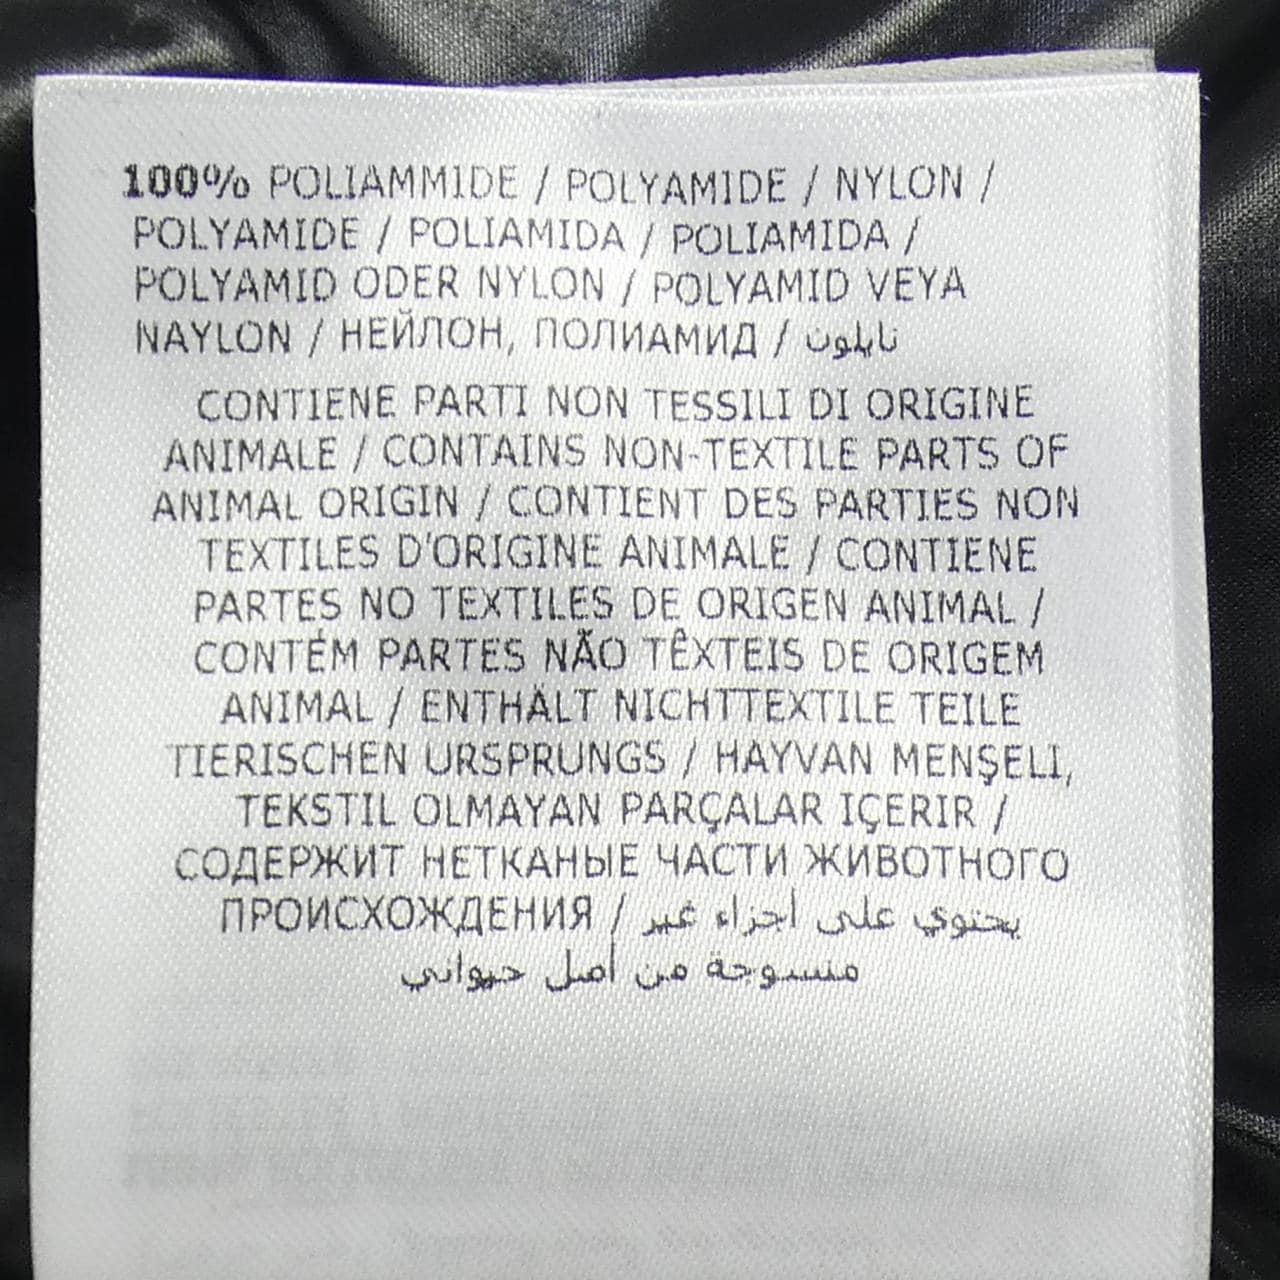 100% POLIAMMIDE / POLYAMIDE / NYLON /
POLYAMIDE / POLIAMIDA / POLIAMIDA /
POLYAMID ODER NYLON / POLYAMID VEYA
NAYLON / НЕЙЛОН, ПОЛИАМИД / نايلون
CONTIENE PARTI NON TESSILI DI ORIGINE
ANIMALE / CONTAINS NON-TEXTILE PARTS OF
ANIMAL ORIGIN / CONTIENT DES PARTIES NON
TEXTILES D'ORIGINE ANIMALE / CONTIENE
PARTES NO TEXTILES DE ORIGEN ANIMAL /
CONTÉM PARTES NÃO TÊXTEIS DE ORIGEM
ANIMAL / ENTHÄLT NICHTTEXTILE TEILE
TIERISCHEN URSPRUNGS / HAYVAN MENŞELI,
TEKSTIL OLMAYAN PARÇALAR IÇERIR /
СОДЕРЖИТ НЕТКАНЫЕ ЧАСТИ ЖИВОТНОГО
ПРОИСХОЖДЕНИЯ / يحتوي على أجزاء غير
منسوجة من أصل حيواني